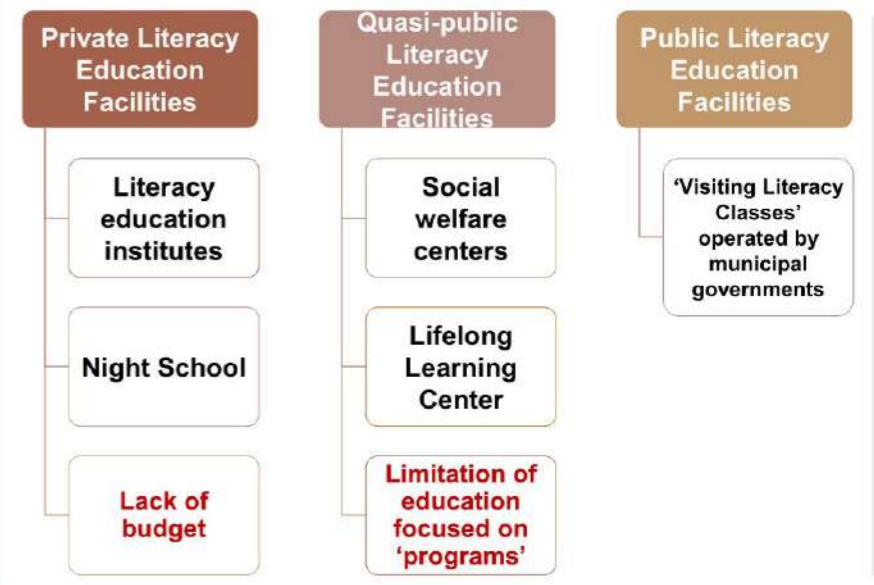 Private Literacy
Education
Facilities
Literacy
education
institutes
Night School
Lack of
budget
Quasi-public
Literacy
Education
Facilities
Social
welfare
centers
Lifelong
Learning
Center
Limitation of
education
focused on
‘programs’
Public Literacy
Education
Facilities
‘Visiting Literacy
Classes’
operated by
municipal
governments